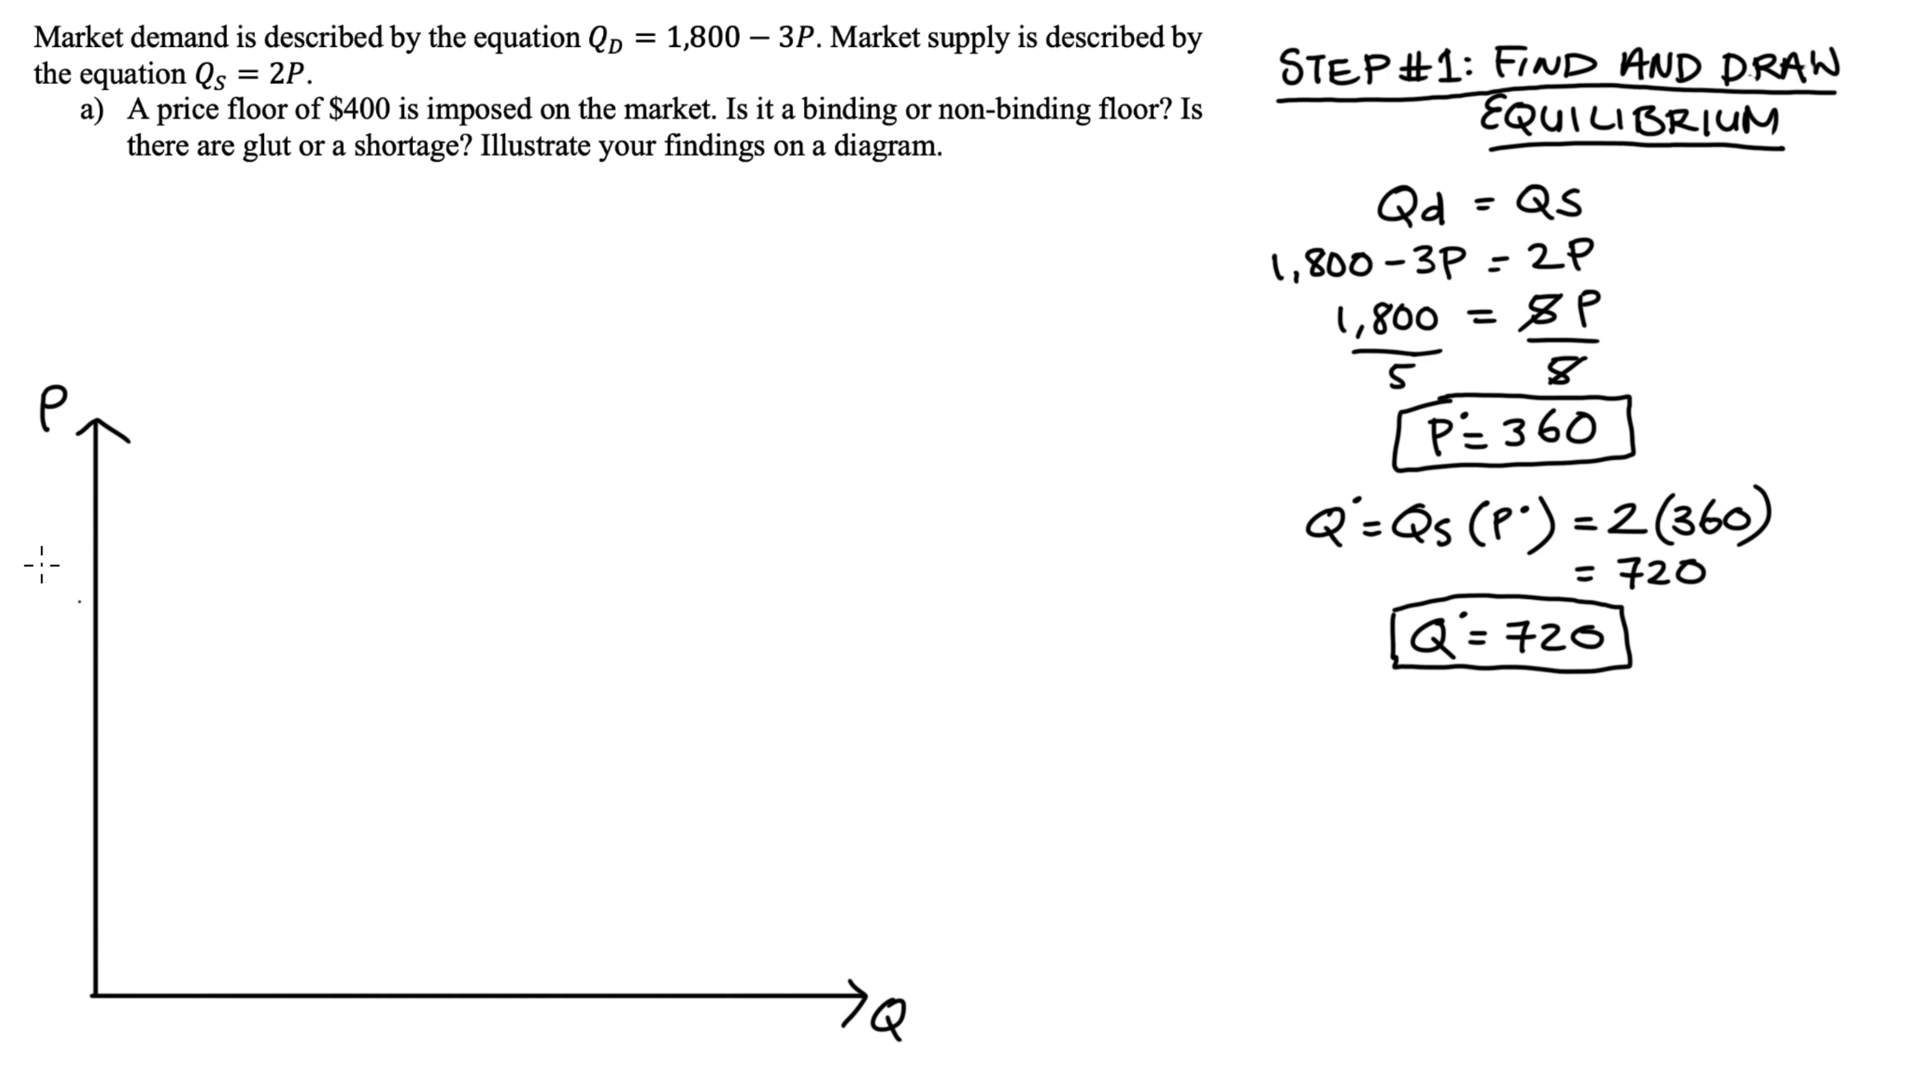 Market demand is described by the equation Q_D = 1,800 − 3P. Market supply is described by
the equation Q_S = 2P.
a) A price floor of $400 is imposed on the market. Is it a binding or non-binding floor? Is
there are glut or a shortage? Illustrate your findings on a diagram.
STEP #1: FIND AND DRAW
EQUILIBRIUM
Qd = QS
1,800 - 3P = 2P
1,800 = 5P
5 5
P* = 360
Q* = QS (P*) = 2(360)
= 720
Q* = 720
P
Q